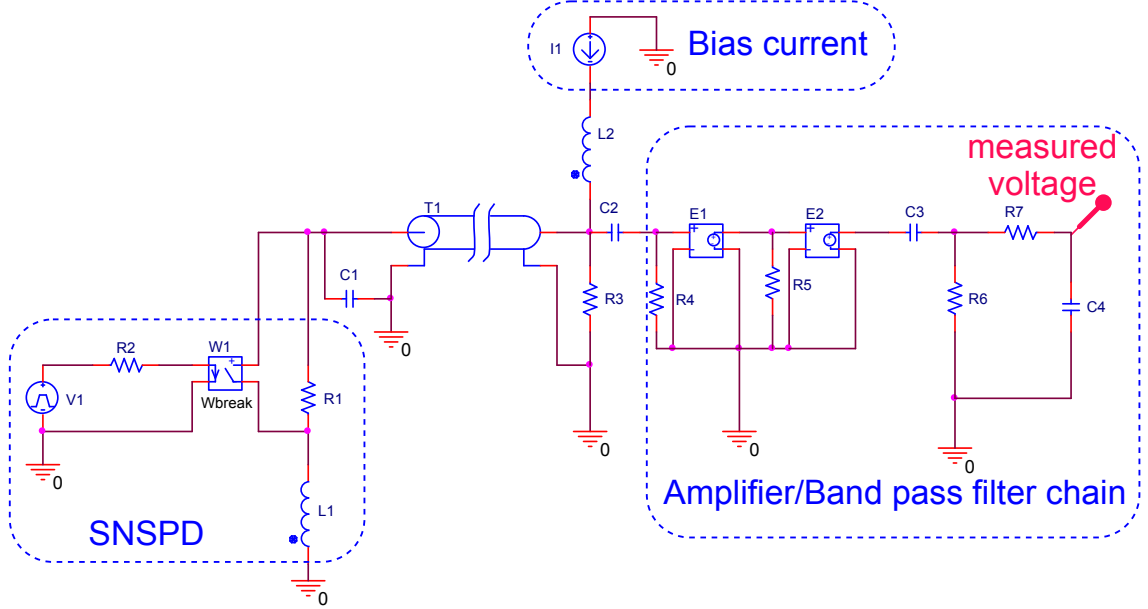 I1
0
Bias current
L2
measured
voltage
T1
C2
E1
E2
C3
R7
C1
R3
R4
R5
R6
C4
0
R2
W1
V1
Wbreak
R1
0
0
0
0
L1
SNSPD
Amplifier/Band pass filter chain
0